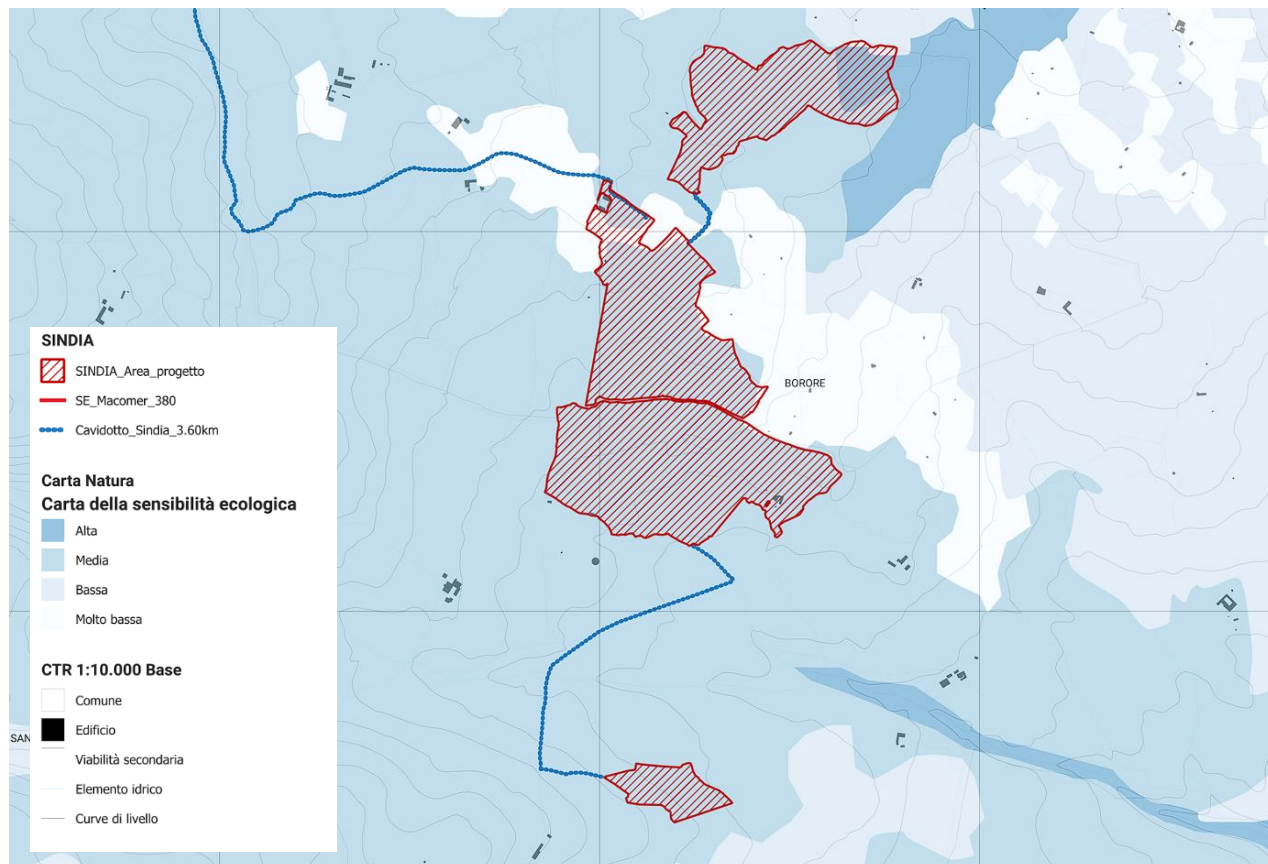 SINDIA
SINDIA_Area_progetto
SE_Macomer_380
Cavidotto_Sindia_3.60km
Carta Natura
Carta della sensibilità ecologica
Alta
Media
Bassa
Molto bassa
CTR 1:10.000 Base
Comune
Edificio
Viabilità secondaria
Elemento idrico
Curve di livello
BORORE
SAN